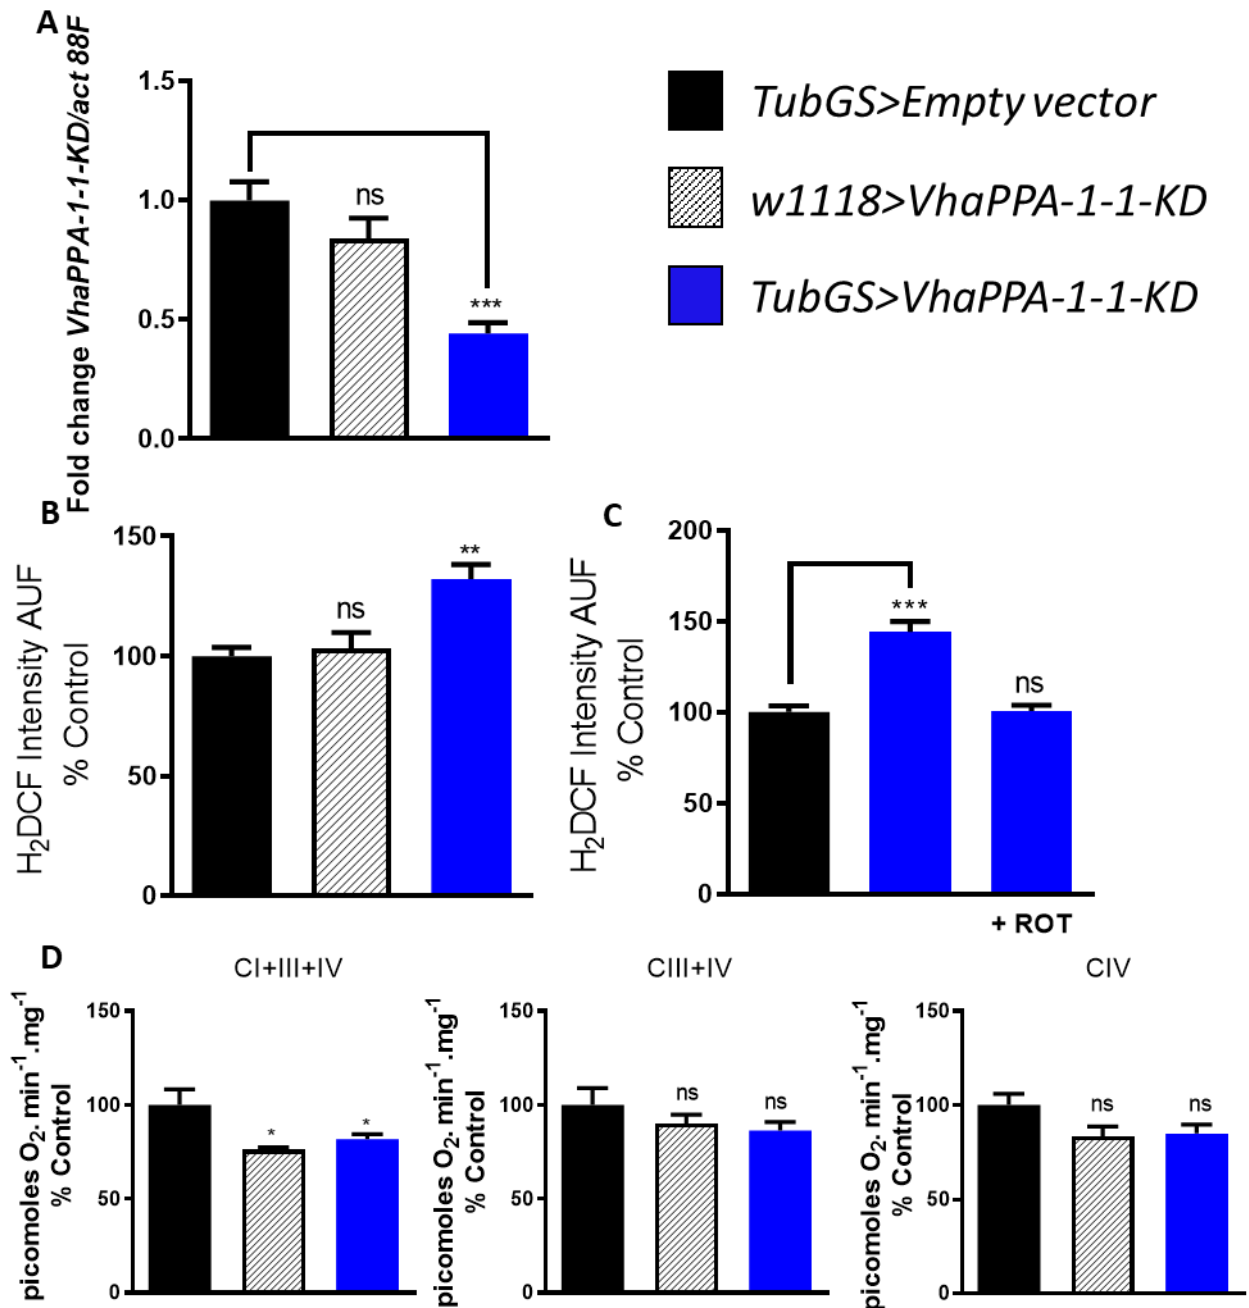 A
Fold change VhaPPA-1-1-KD/act 88F
1.5
1.0
0.5
0.0
ns
***
TubGS>Empty vector
w1118>VhaPPA-1-1-KD
TubGS>VhaPPA-1-1-KD
B
H₂DCF Intensity AUF
% Control
150
100
50
0
ns
**
C
H₂DCF Intensity AUF
% Control
200
150
100
50
0
***
ns
+ ROT
D
CI+III+IV
picomoles O₂. min⁻¹.mg⁻¹
% Control
150
100
50
0
*
*
CIII+IV
picomoles O₂. min⁻¹.mg⁻¹
% Control
150
100
50
0
ns
ns
CIV
picomoles O₂. min⁻¹.mg⁻¹
% Control
150
100
50
0
ns
ns